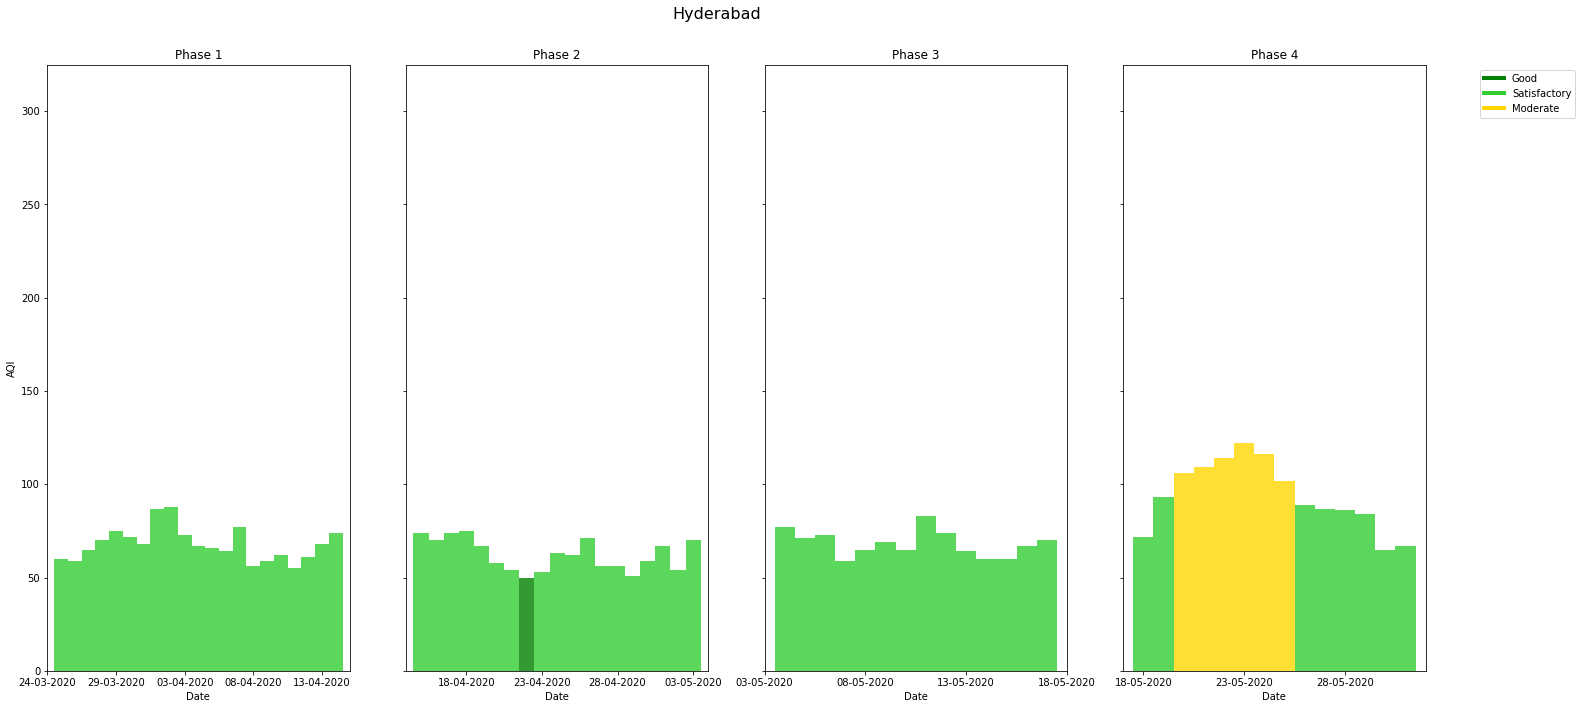 Hyderabad
Phase 1
Phase 2
Phase 3
Phase 4
Good
Satisfactory
Moderate
300
250
200
150
100
50
0
AQI
24-03-2020 29-03-2020 03-04-2020 08-04-2020 13-04-2020
18-04-2020 23-04-2020 28-04-2020 03-05-2020
03-05-2020 08-05-2020 13-05-2020 18-05-2020
18-05-2020 23-05-2020 28-05-2020
Date
Date
Date
Date